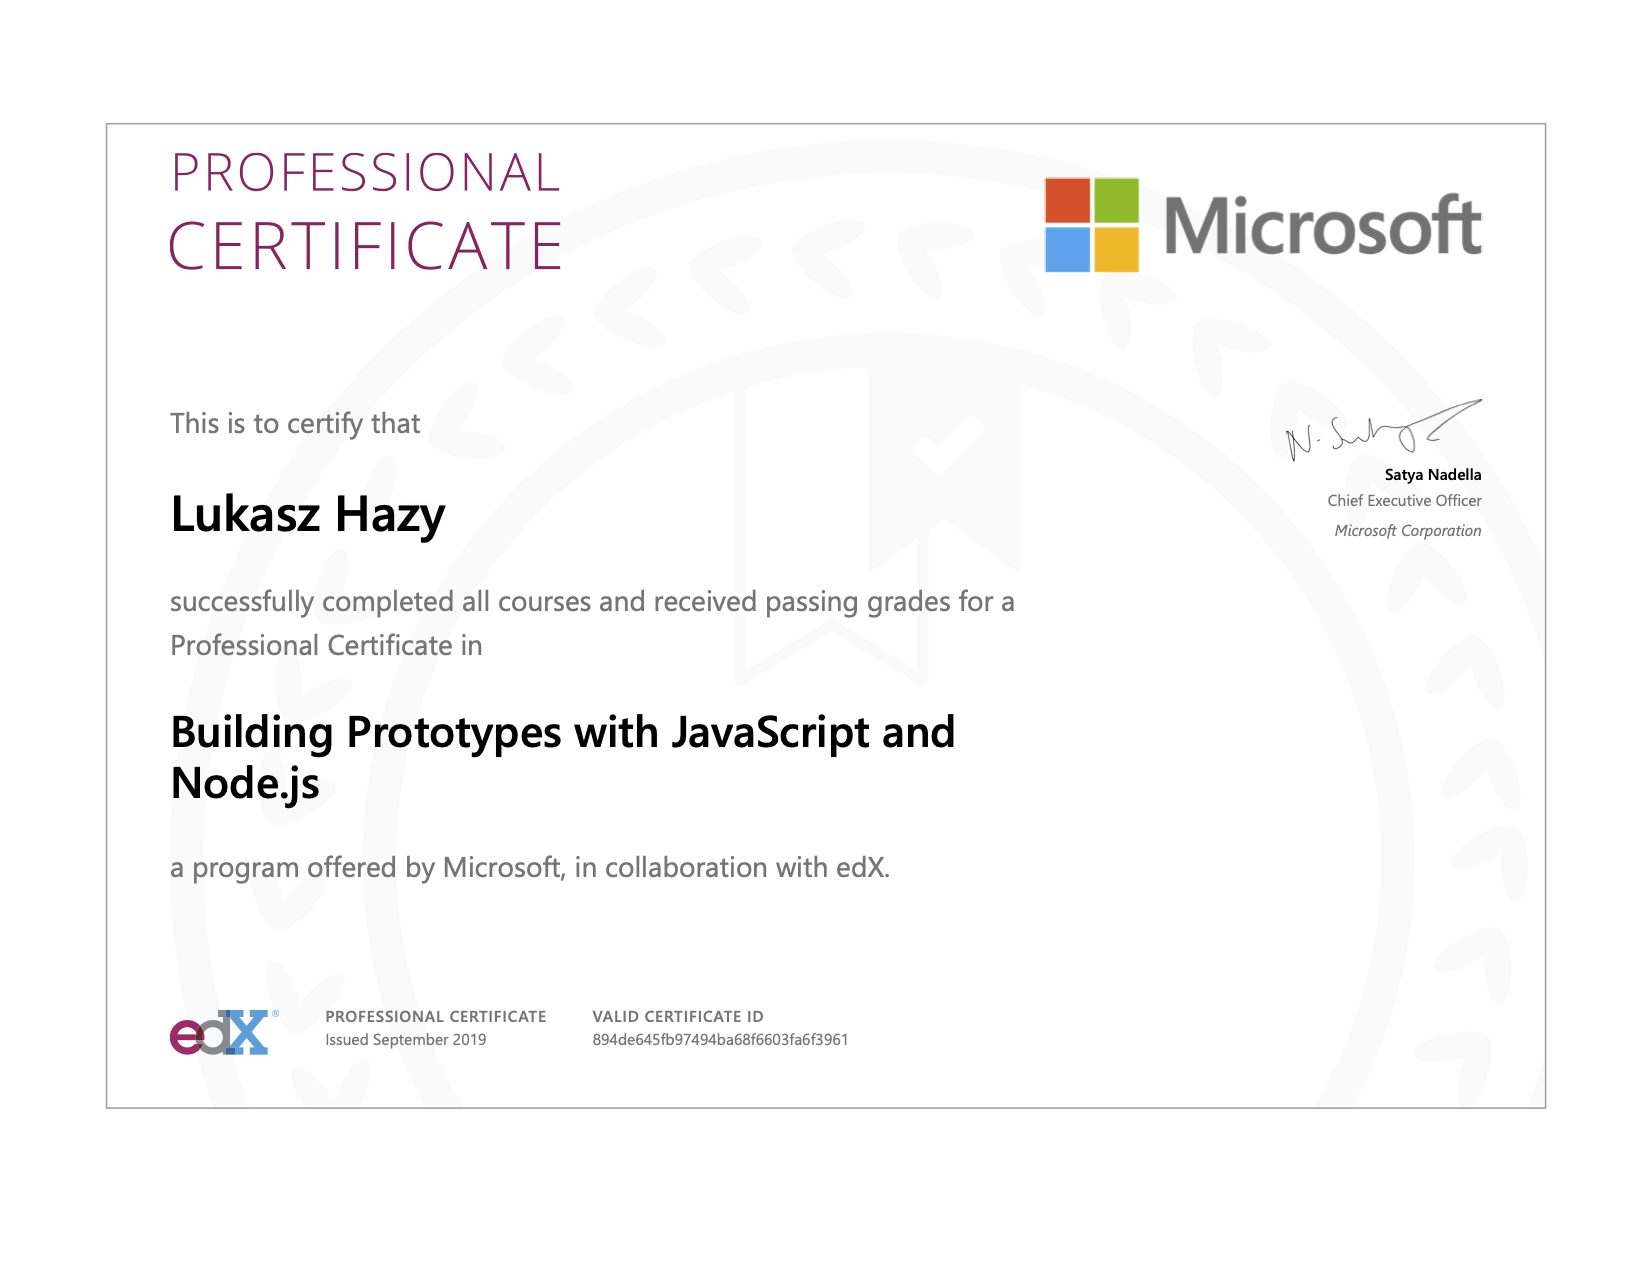 PROFESSIONAL
CERTIFICATE
Microsoft
This is to certify that
Lukasz Hazy
successfully completed all courses and received passing grades for a
Professional Certificate in
Building Prototypes with JavaScript and
Node.js
a program offered by Microsoft, in collaboration with edX.
Satya Nadella
Chief Executive Officer
Microsoft Corporation
edX®
PROFESSIONAL CERTIFICATE
Issued September 2019
VALID CERTIFICATE ID
894de645fb97494ba68f6603fa6f3961